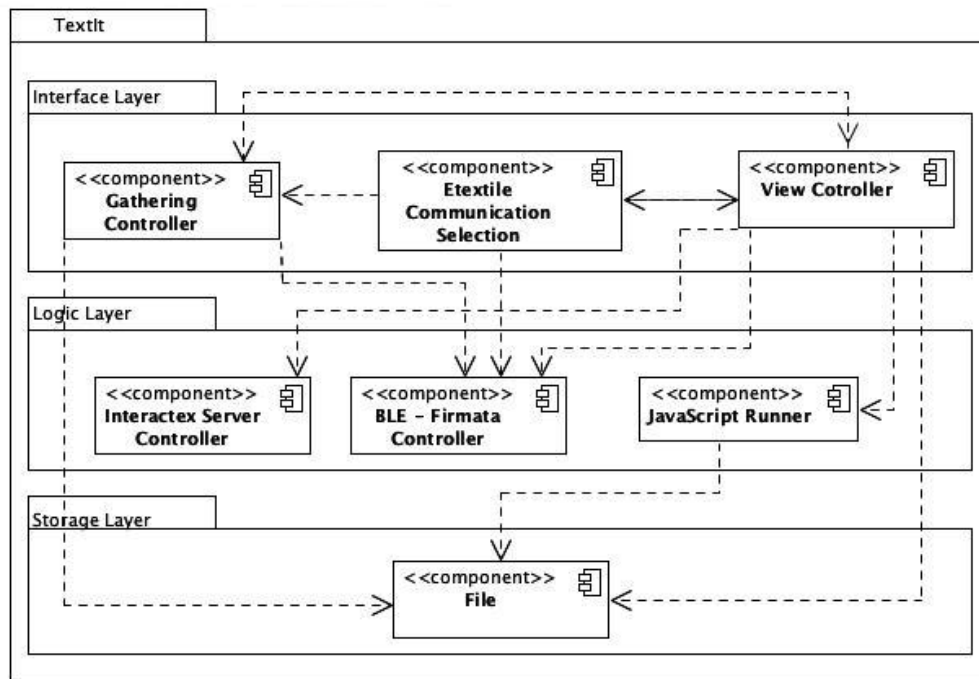 TextIt
Interface Layer
<<component>>
Gathering
Controller
<<component>>
Etextile
Communication
Selection
<<component>>
View Cotroller
Logic Layer
<<component>>
Interactex Server
Controller
<<component>>
BLE – Firmata
Controller
<<component>>
JavaScript Runner
Storage Layer
<<component>>
File